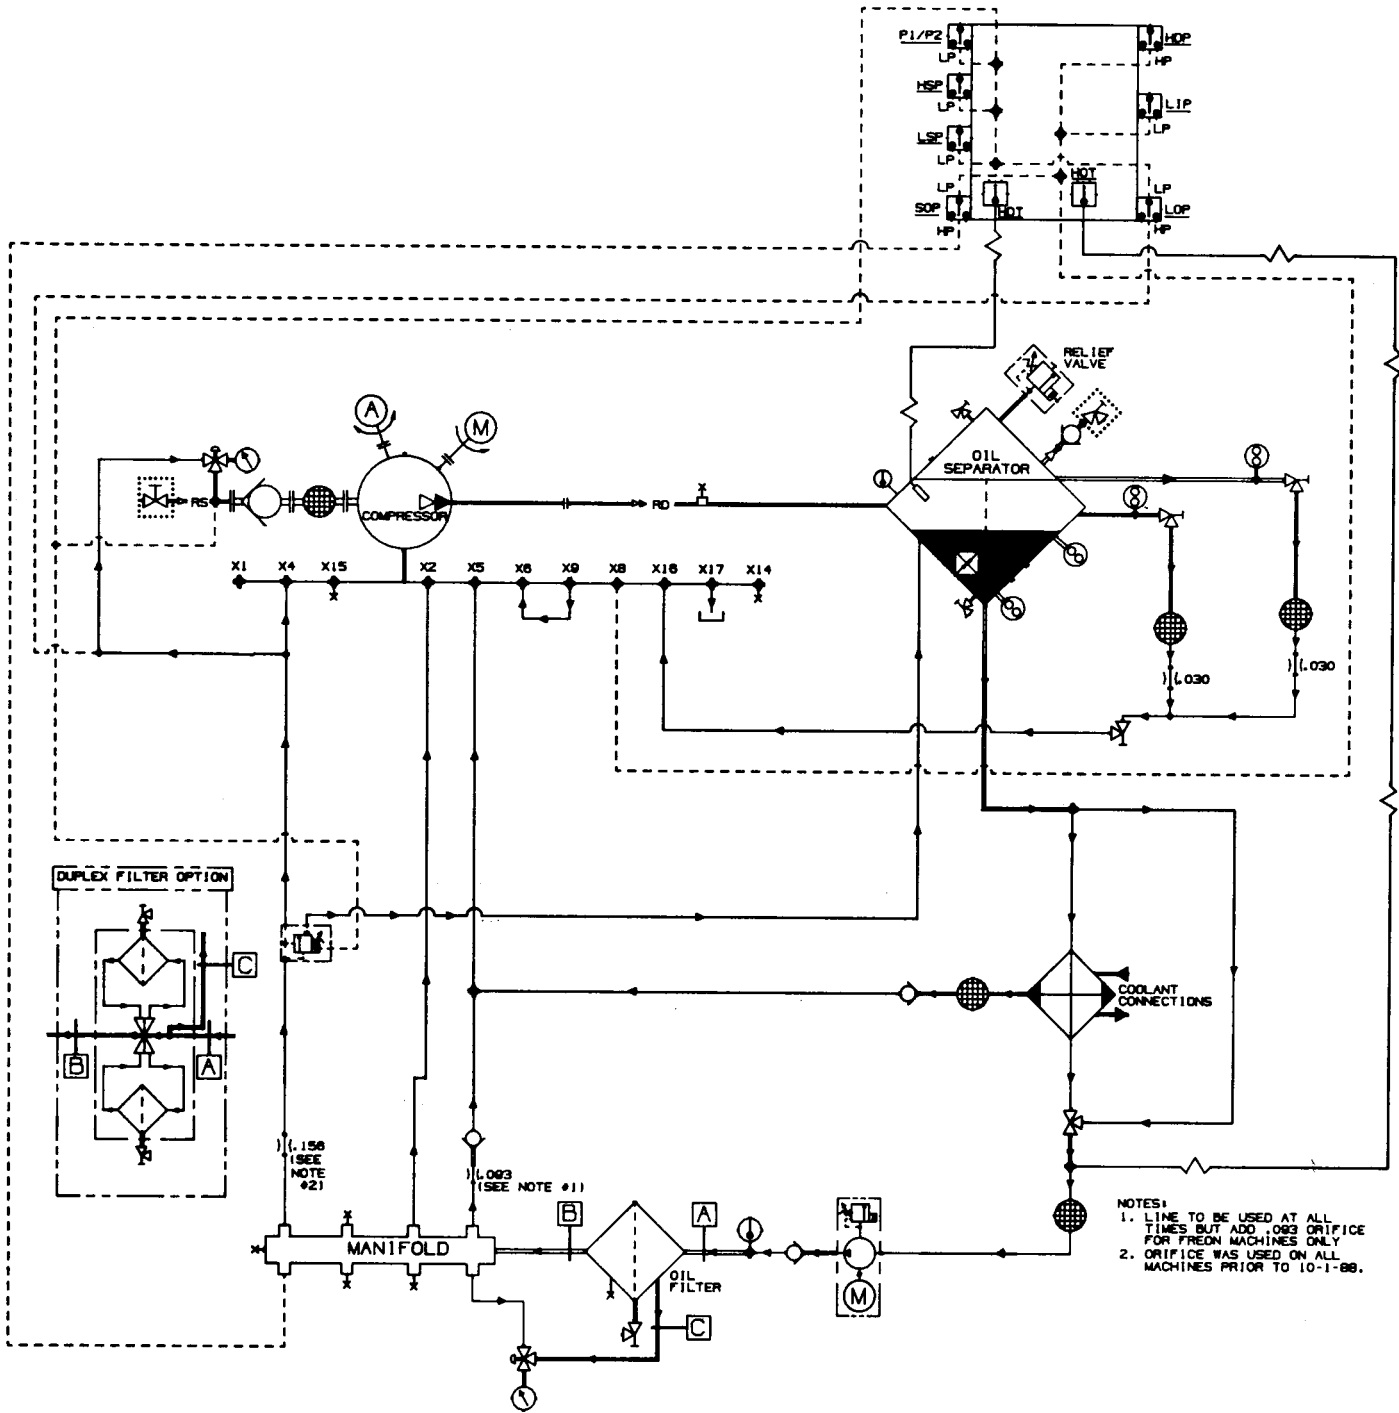 P1/P2
LP
HSP
LP
LSP
LP
LP
SOP
HP
HDP
HP
LIP
LP
HOT
HOT
LP
LOP
HP
RELIEF
VALVE
A
M
OIL
SEPARATOR
RS
COMPRESSOR
RD
X1
X4
X15
X2
X5
X6
X9
X8
X16
X17
X14
.030
.030
DUPLEX FILTER OPTION
C
B
A
COOLANT
CONNECTIONS
.156
(SEE
NOTE
#2)
.093
(SEE NOTE #1)
B
A
MANIFOLD
OIL
FILTER
M
C
NOTES:
1. LINE TO BE USED AT ALL
TIMES BUT ADD .093 ORIFICE
FOR FREON MACHINES ONLY
2. ORIFICE WAS USED ON ALL
MACHINES PRIOR TO 10-1-88.